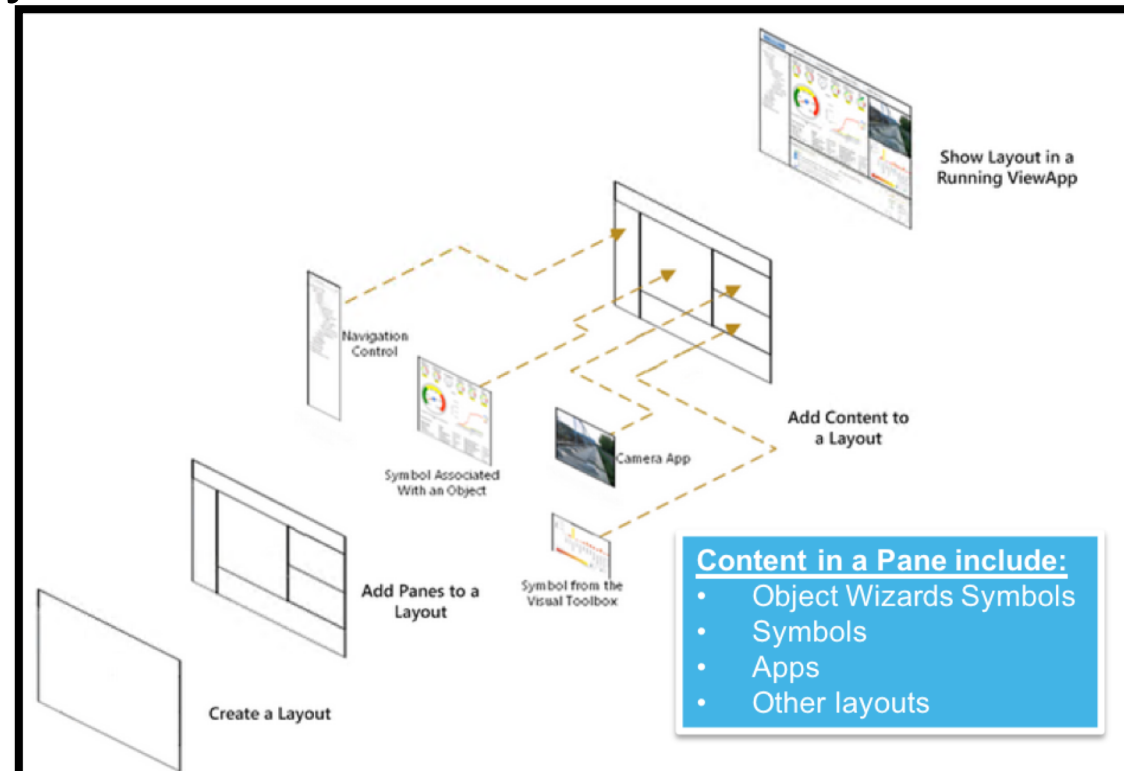 Show Layout in a
Running ViewApp
Navigation
Control
Add Content to
a Layout
Camera App
Symbol Associated
With an Object
Symbol from the
Visual Toolbox
Add Panes to a
Layout
Create a Layout
Content in a Pane include:
• Object Wizards Symbols
• Symbols
• Apps
• Other layouts